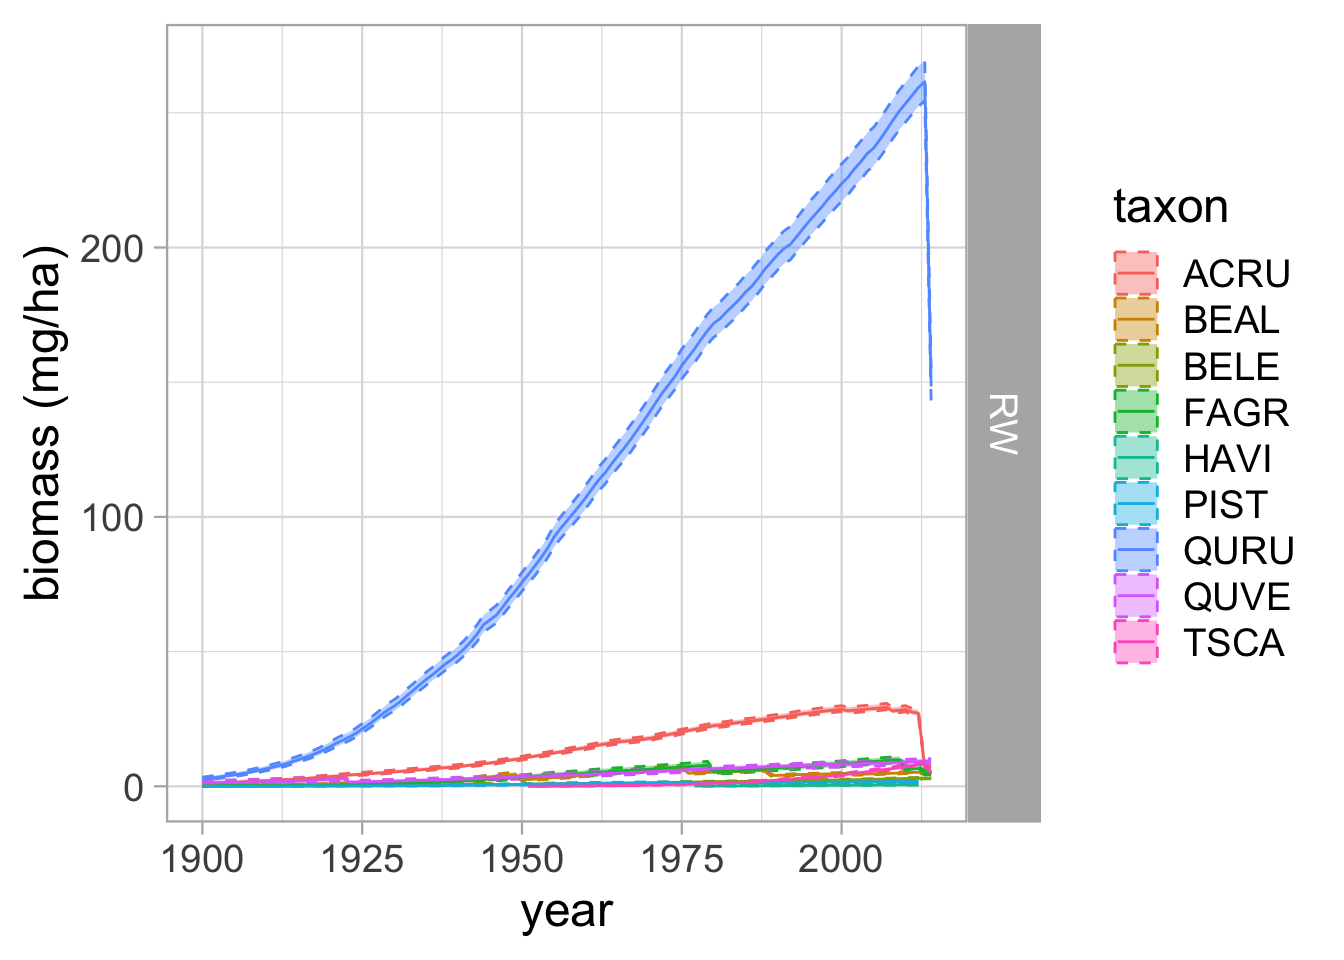 biomass (mg/ha)
200
100
0
1900 1925 1950 1975 2000
year
RW
taxon
ACRU
BEAL
BELE
FAGR
HAVI
PIST
QURU
QUVE
TSCA